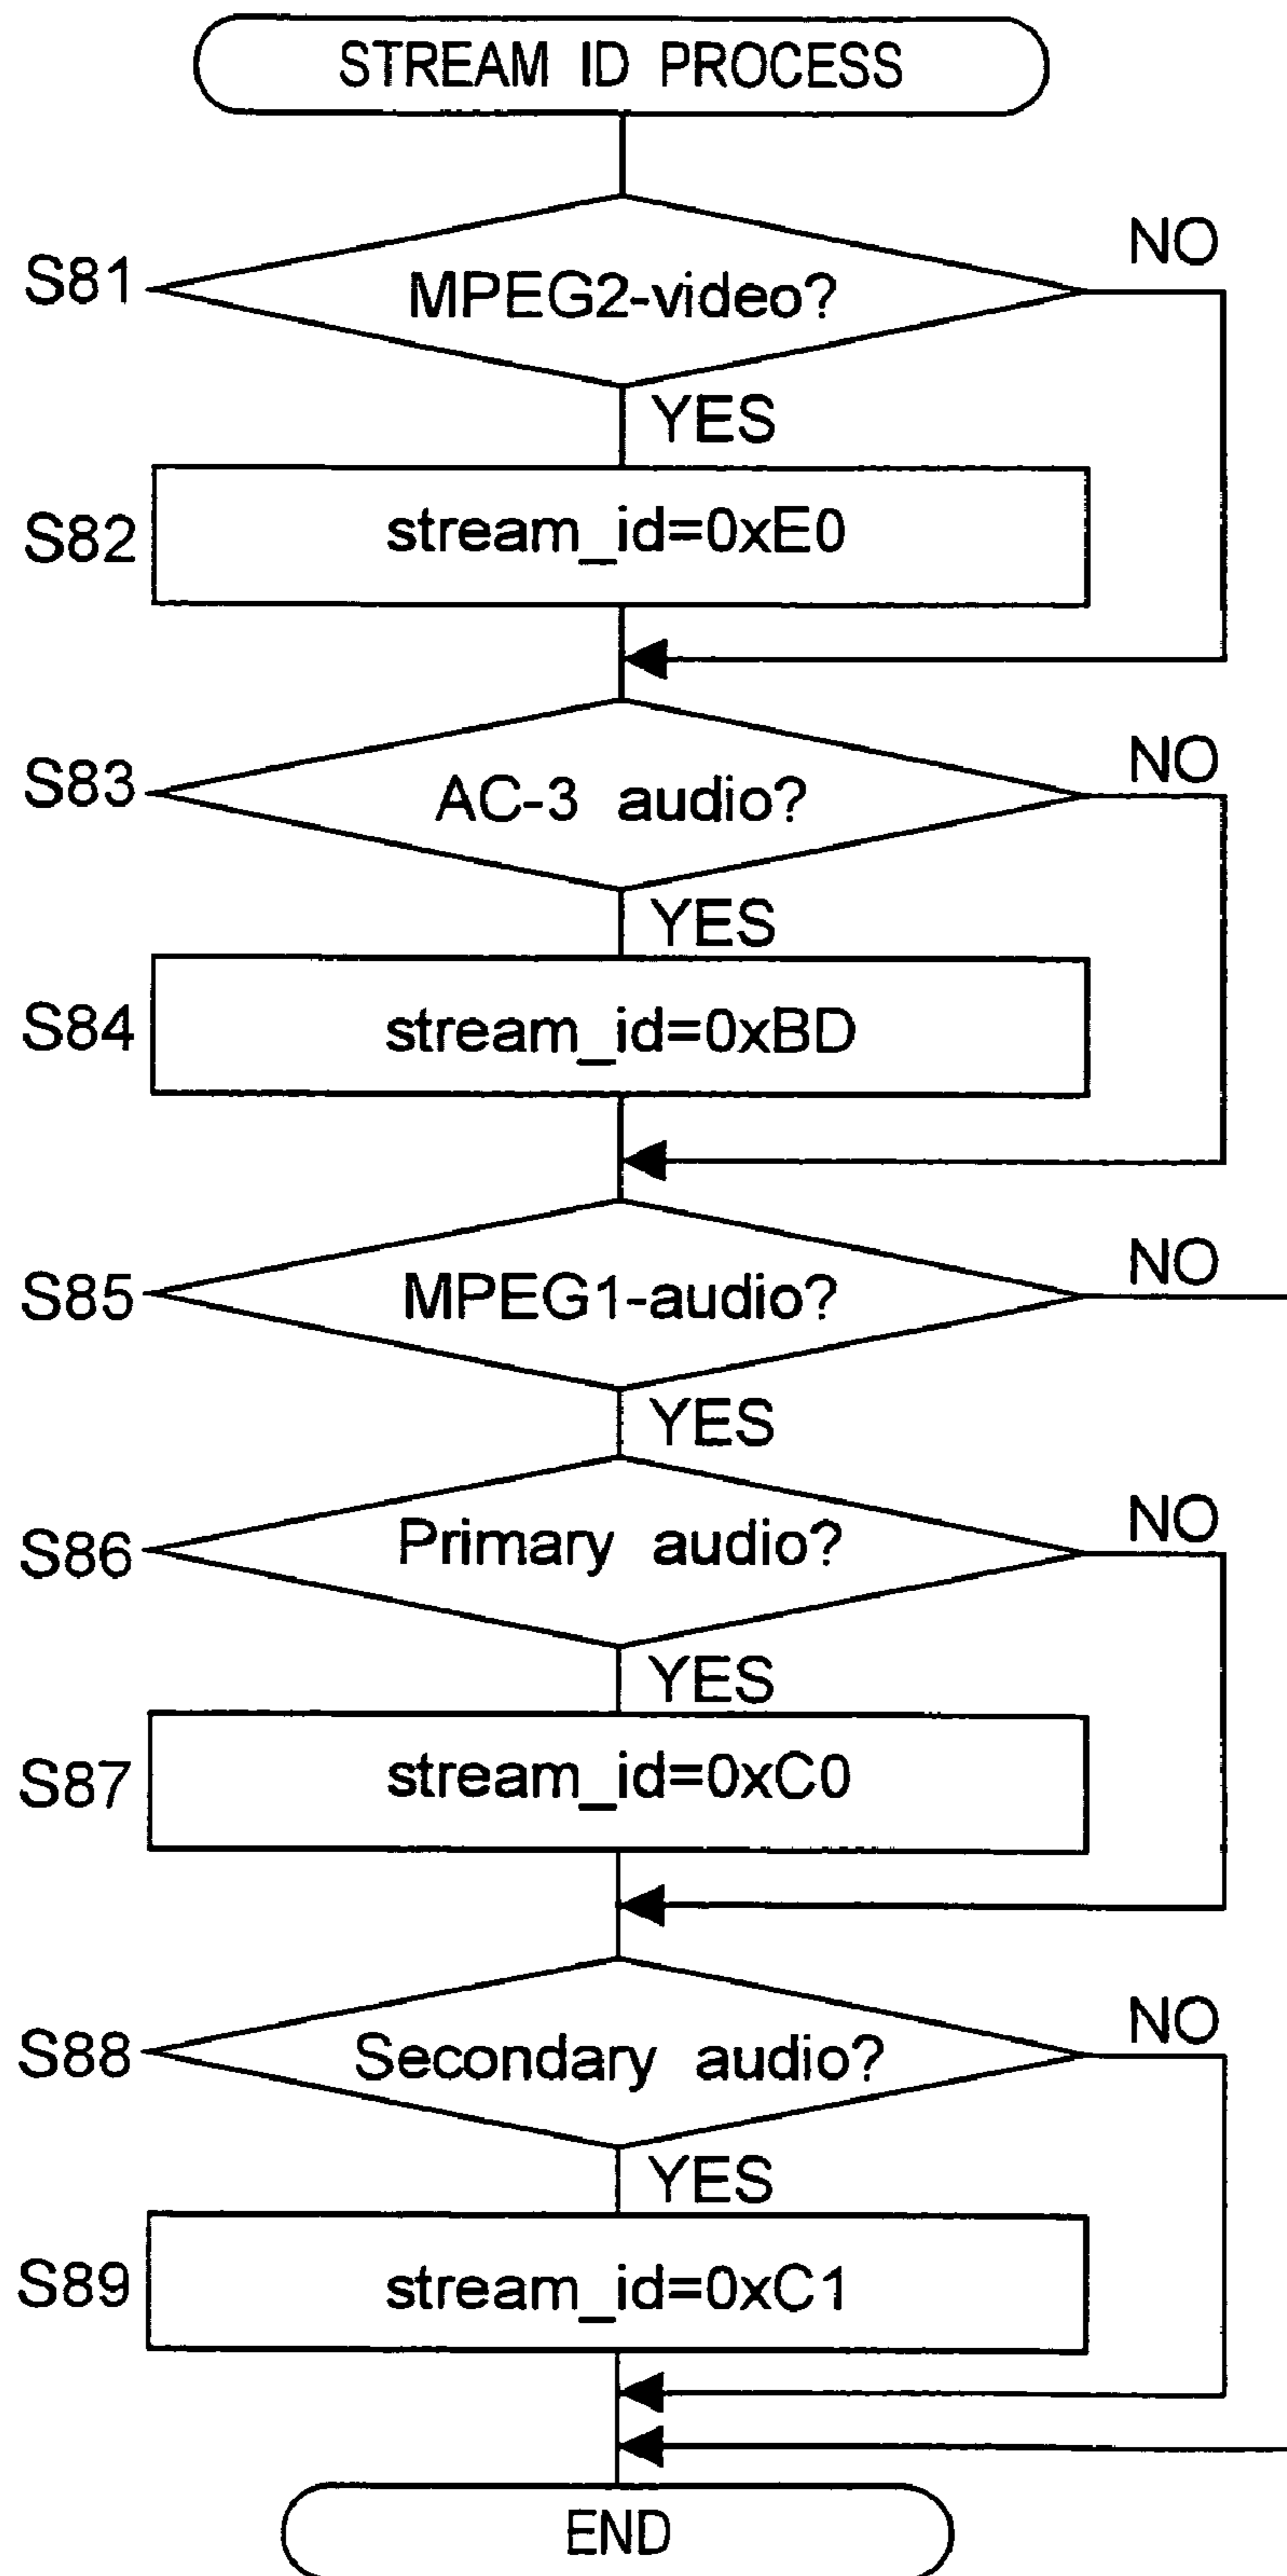 STREAM ID PROCESS
NO
S81 MPEG2-video?
YES
S82 stream_id=0xE0
NO
S83 AC-3 audio?
YES
S84 stream_id=0xBD
NO
S85 MPEG1-audio?
YES
NO
S86 Primary audio?
YES
S87 stream_id=0xC0
NO
S88 Secondary audio?
YES
S89 stream_id=0xC1
END